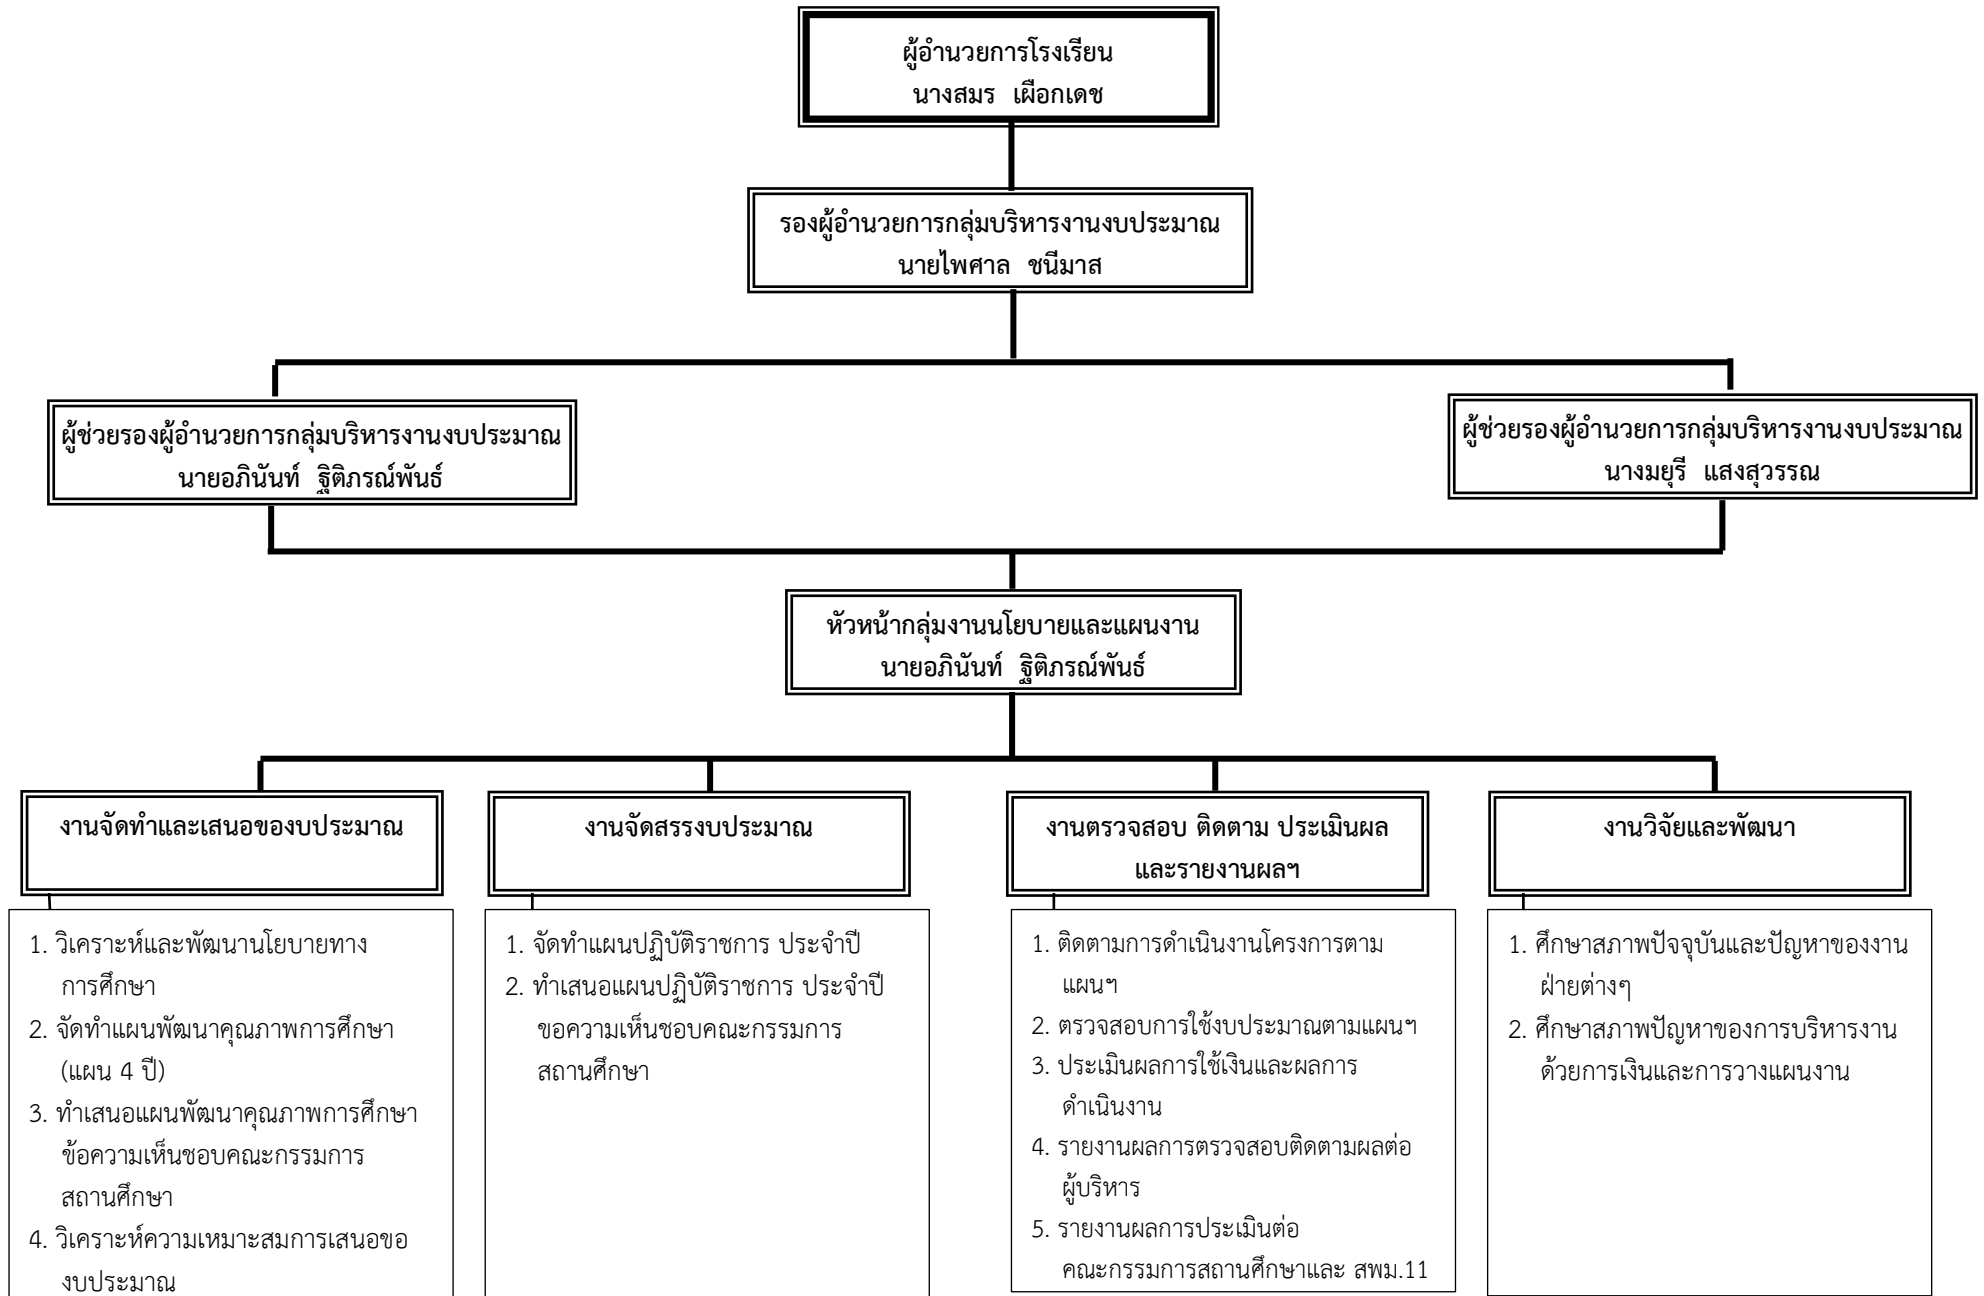 ผู้อำนวยการโรงเรียน
นางสมร เผือกเดช
รองผู้อำนวยการกลุ่มบริหารงานงบประมาณ
นายไพศาล ชนีมาส
ผู้ช่วยรองผู้อำนวยการกลุ่มบริหารงานงบประมาณ
นายอภินันท์ ฐิติภรณ์พันธ์
ผู้ช่วยรองผู้อำนวยการกลุ่มบริหารงานงบประมาณ
นางมยุรี แสงสุวรรณ
หัวหน้ากลุ่มงานนโยบายและแผนงาน
นายอภินันท์ ฐิติภรณ์พันธ์
งานจัดทำและเสนอของบประมาณ
1. วิเคราะห์และพัฒนานโยบายทาง
การศึกษา
2. จัดทำแผนพัฒนาคุณภาพการศึกษา
(แผน 4 ปี)
3. ทำเสนอแผนพัฒนาคุณภาพการศึกษา
ข้อความเห็นชอบคณะกรรมการ
สถานศึกษา
4. วิเคราะห์ความเหมาะสมการเสนอขอ
งบประมาณ
งานจัดสรรงบประมาณ
1. จัดทำแผนปฏิบัติราชการ ประจำปี
2. ทำเสนอแผนปฏิบัติราชการ ประจำปี
ขอความเห็นชอบคณะกรรมการ
สถานศึกษา
งานตรวจสอบ ติดตาม ประเมินผล
และรายงานผลฯ
1. ติดตามการดำเนินงานโครงการตาม
แผนฯ
2. ตรวจสอบการใช้งบประมาณตามแผนฯ
3. ประเมินผลการใช้เงินและผลการ
ดำเนินงาน
4. รายงานผลการตรวจสอบติดตามผลต่อ
ผู้บริหาร
5. รายงานผลการประเมินต่อ
คณะกรรมการสถานศึกษาและ สพม.11
งานวิจัยและพัฒนา
1. ศึกษาสภาพปัจจุบันและปัญหาของงาน
ฝ่ายต่างๆ
2. ศึกษาสภาพปัญหาของการบริหารงาน
ด้วยการเงินและการวางแผนงาน